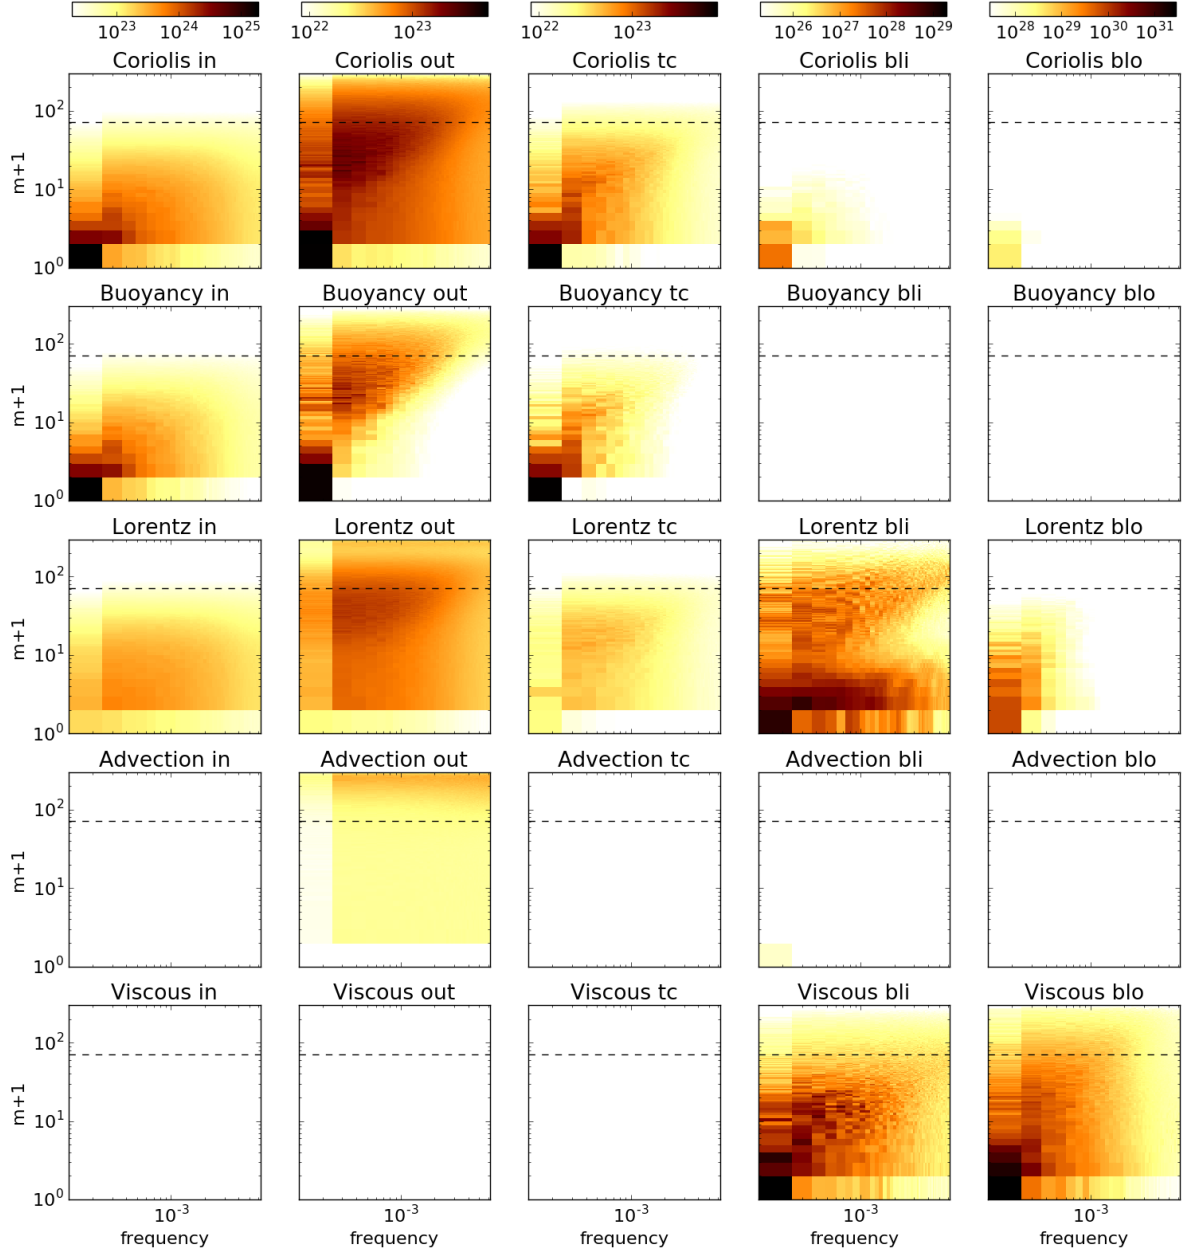 10^23 10^24 10^25 10^22 10^23 10^22 10^23 10^26 10^27 10^28 10^29 10^28 10^29 10^30 10^31
Coriolis in Coriolis out Coriolis tc Coriolis bli Coriolis blo
10^2
m+1
10^1
10^0
Buoyancy in Buoyancy out Buoyancy tc Buoyancy bli Buoyancy blo
10^2
m+1
10^1
10^0
Lorentz in Lorentz out Lorentz tc Lorentz bli Lorentz blo
10^2
m+1
10^1
10^0
Advection in Advection out Advection tc Advection bli Advection blo
10^2
m+1
10^1
10^0
Viscous in Viscous out Viscous tc Viscous bli Viscous blo
10^2
m+1
10^1
10^0
10^-3 10^-3 10^-3 10^-3 10^-3
frequency frequency frequency frequency frequency